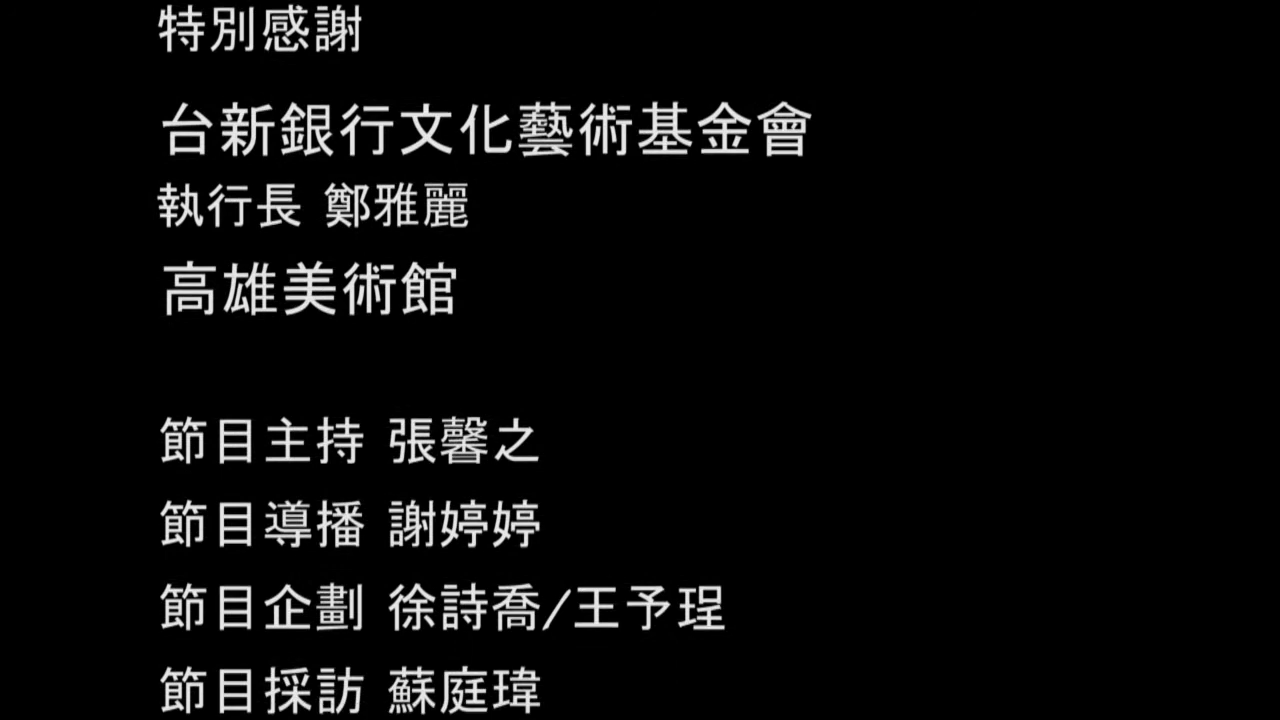 特別感謝
台新銀行文化藝術基金會
執行長 鄭雅麗
高雄美術館
節目主持 張馨之
節目導播 謝婷婷
節目企劃 徐詩喬/王予珵
節目採訪 蘇庭瑋